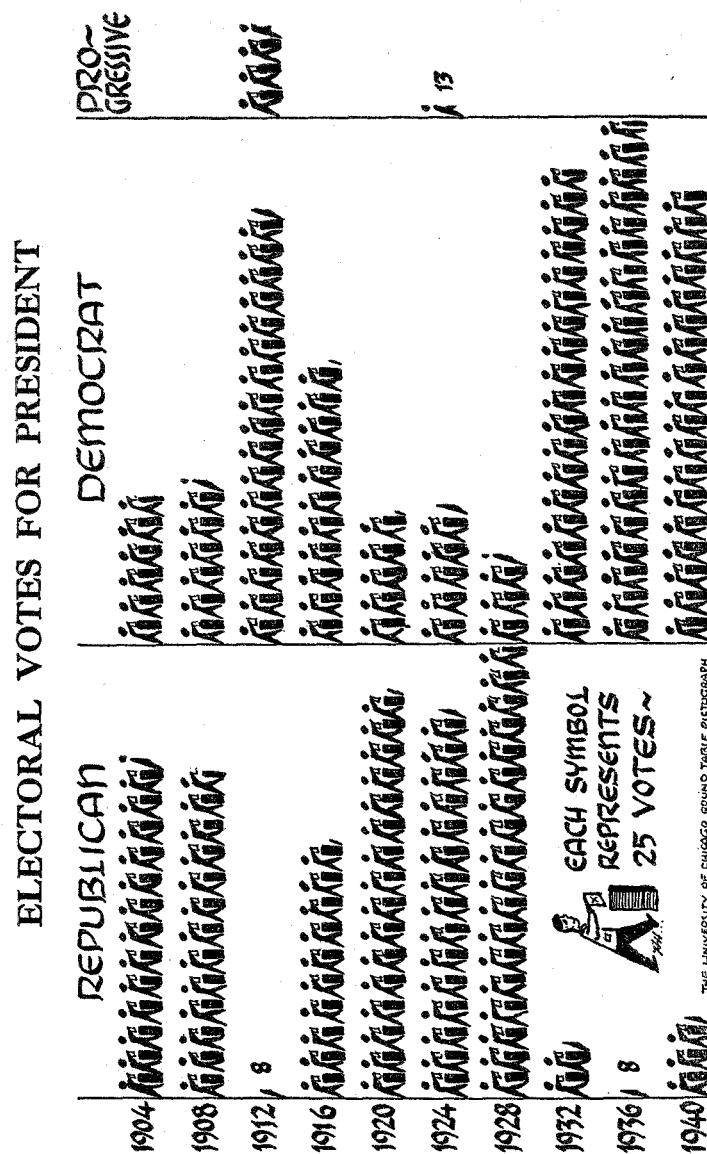 ELECTORAL VOTES FOR PRESIDENT
REPUBLICAN
DEMOCRAT
PRO~
GRESSIVE
1904
1908
1912 8
1916
1920
1924 13
1928
1932
1936 8
1940
EACH SYMBOL
REPRESENTS
25 VOTES~
THE UNIVERSITY OF CHICAGO ROUND TABLE PICTOGRAPH